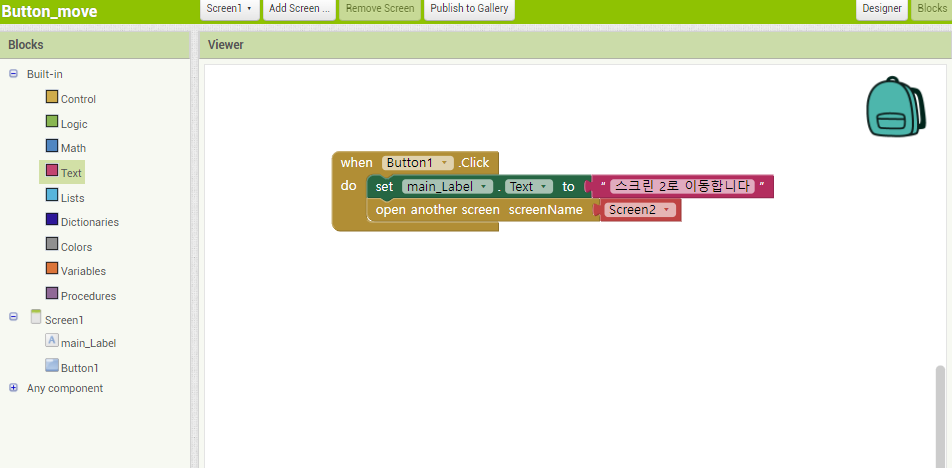 Button_move
Screen1 ▾
Add Screen ...
Remove Screen
Publish to Gallery
Designer
Blocks
Blocks
Viewer
Built-in
Control
Logic
Math
Text
Lists
Dictionaries
Colors
Variables
Procedures
Screen1
A main_Label
Button1
Any component
when Button1 ▾ .Click
do set main_Label ▾ . Text ▾ to “ 스크린 2로 이동합니다 ”
open another screen screenName Screen2 ▾